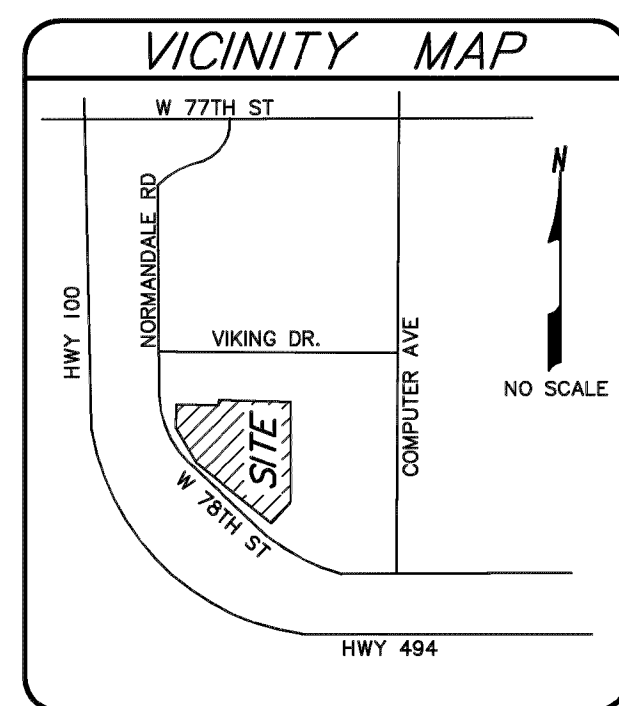 VICINITY MAP
W 77TH ST
N
NORMANDALE RD
HWY 100
VIKING DR.
COMPUTER AVE
NO SCALE
SITE
W 78TH ST
HWY 494